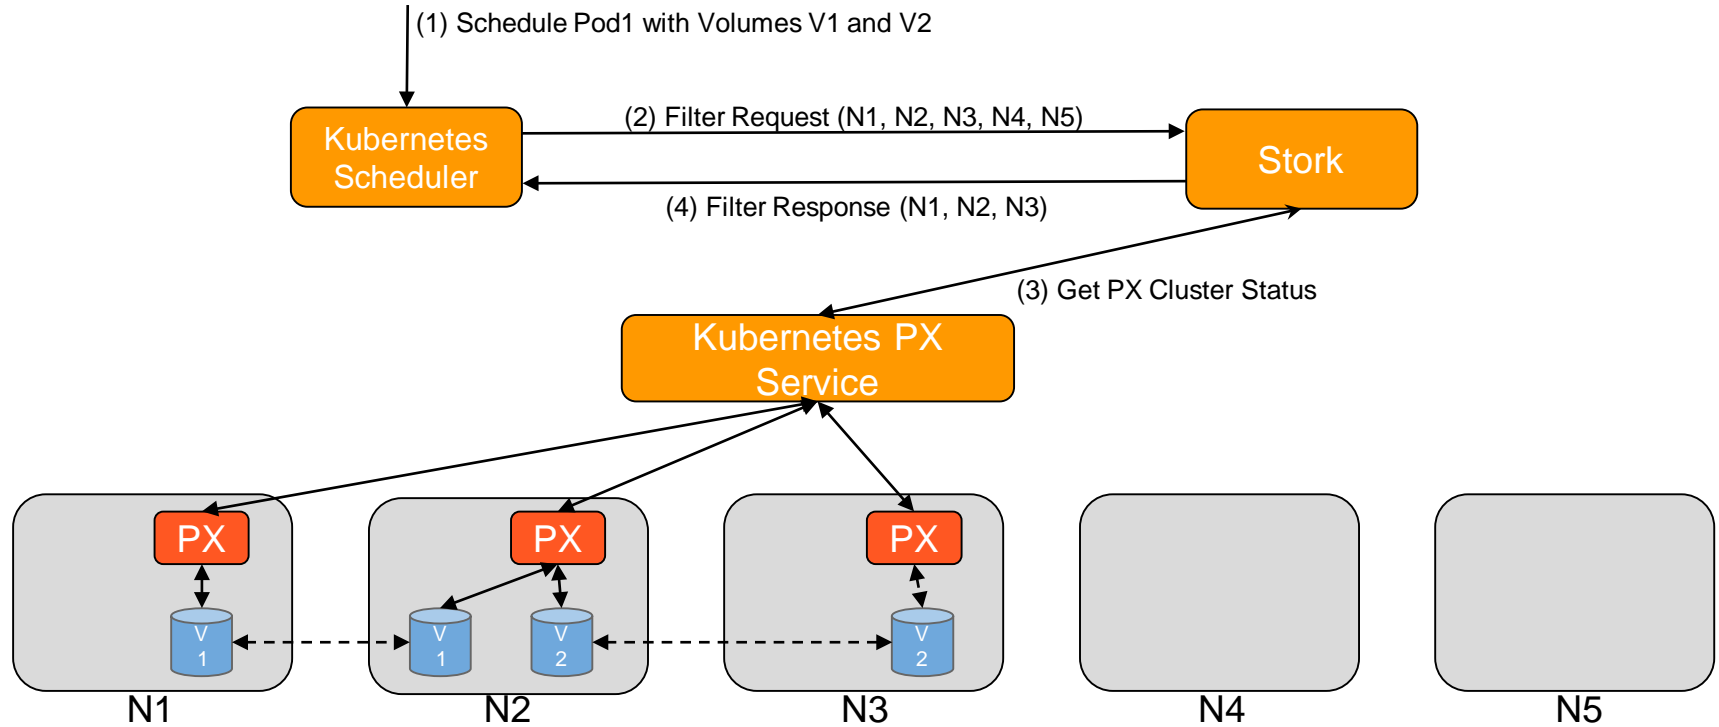 (1) Schedule Pod1 with Volumes V1 and V2
Kubernetes
Scheduler
(2) Filter Request (N1, N2, N3, N4, N5)
Stork
(4) Filter Response (N1, N2, N3)
(3) Get PX Cluster Status
Kubernetes PX
Service
PX
PX
PX
V
1
V
1
V
2
V
2
N1
N2
N3
N4
N5